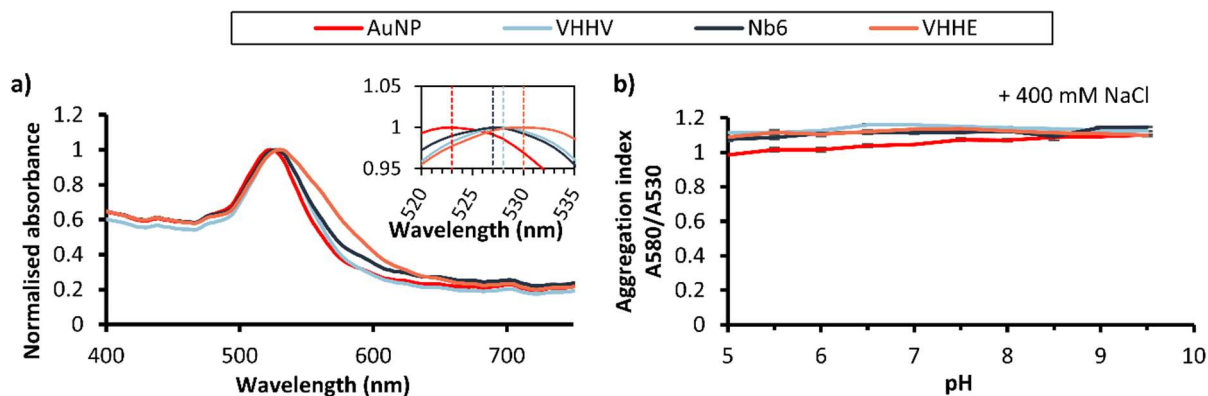 AuNP VHHV Nb6 VHHE
a)
Normalised absorbance
1.2
1
0.8
0.6
0.4
0.2
0
400 500 600 700
Wavelength (nm)
1.05
1
0.95
520 525 530 535
Wavelength (nm)
b)
+ 400 mM NaCl
Aggregation index
A580/A530
1.2
1
0.8
0.6
0.4
0.2
0
5 6 7 8 9 10
pH